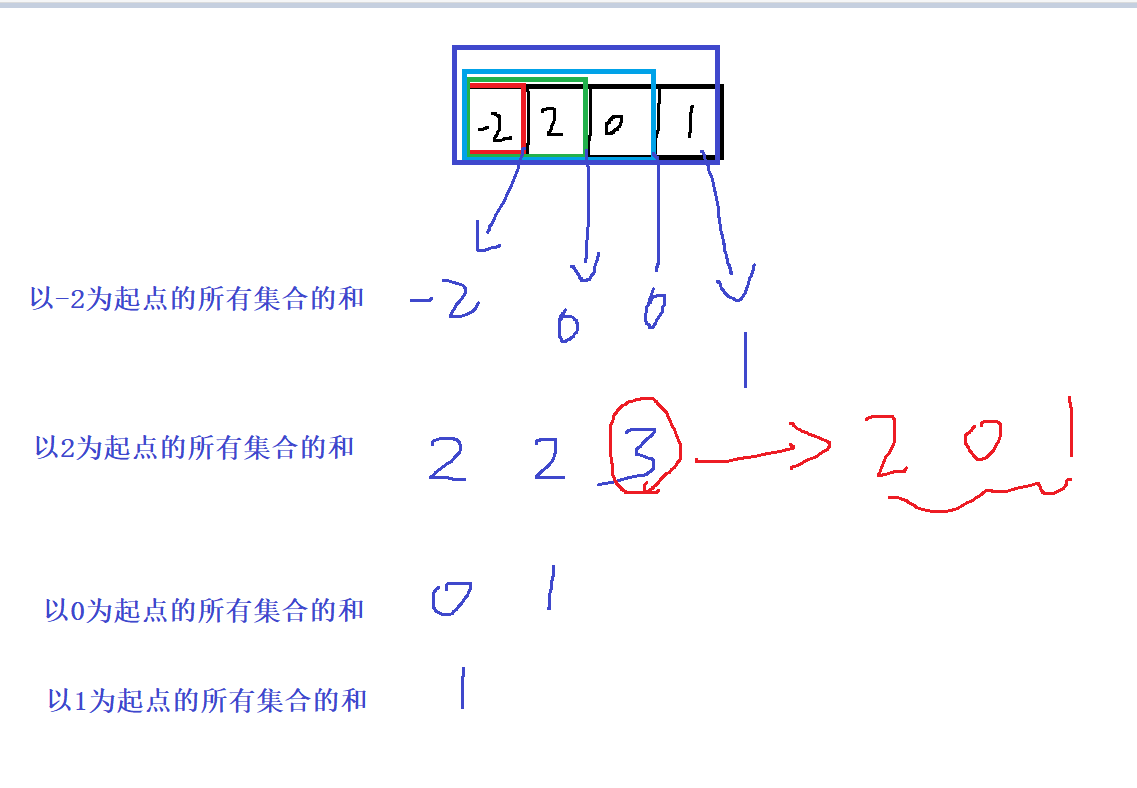 -2 2 0 1
以-2为起点的所有集合的和 -2 0 0 1
以2为起点的所有集合的和 2 2 3 2 0 1
以0为起点的所有集合的和 0 1
以1为起点的所有集合的和 1